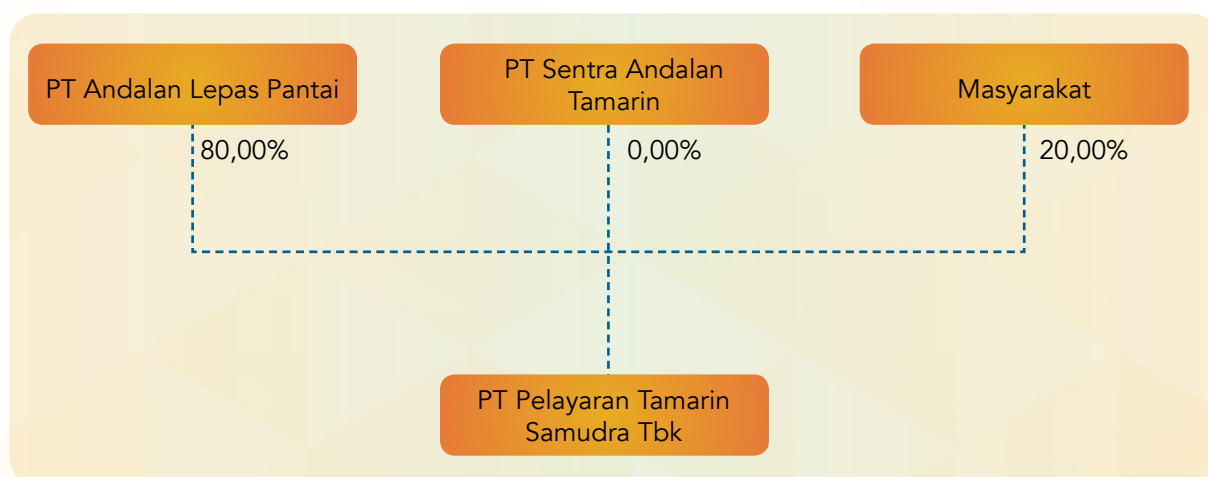 PT Andalan Lepas Pantai
PT Sentra Andalan
Tamarin
Masyarakat
80,00%
0,00%
20,00%
PT Pelayaran Tamarin
Samudra Tbk